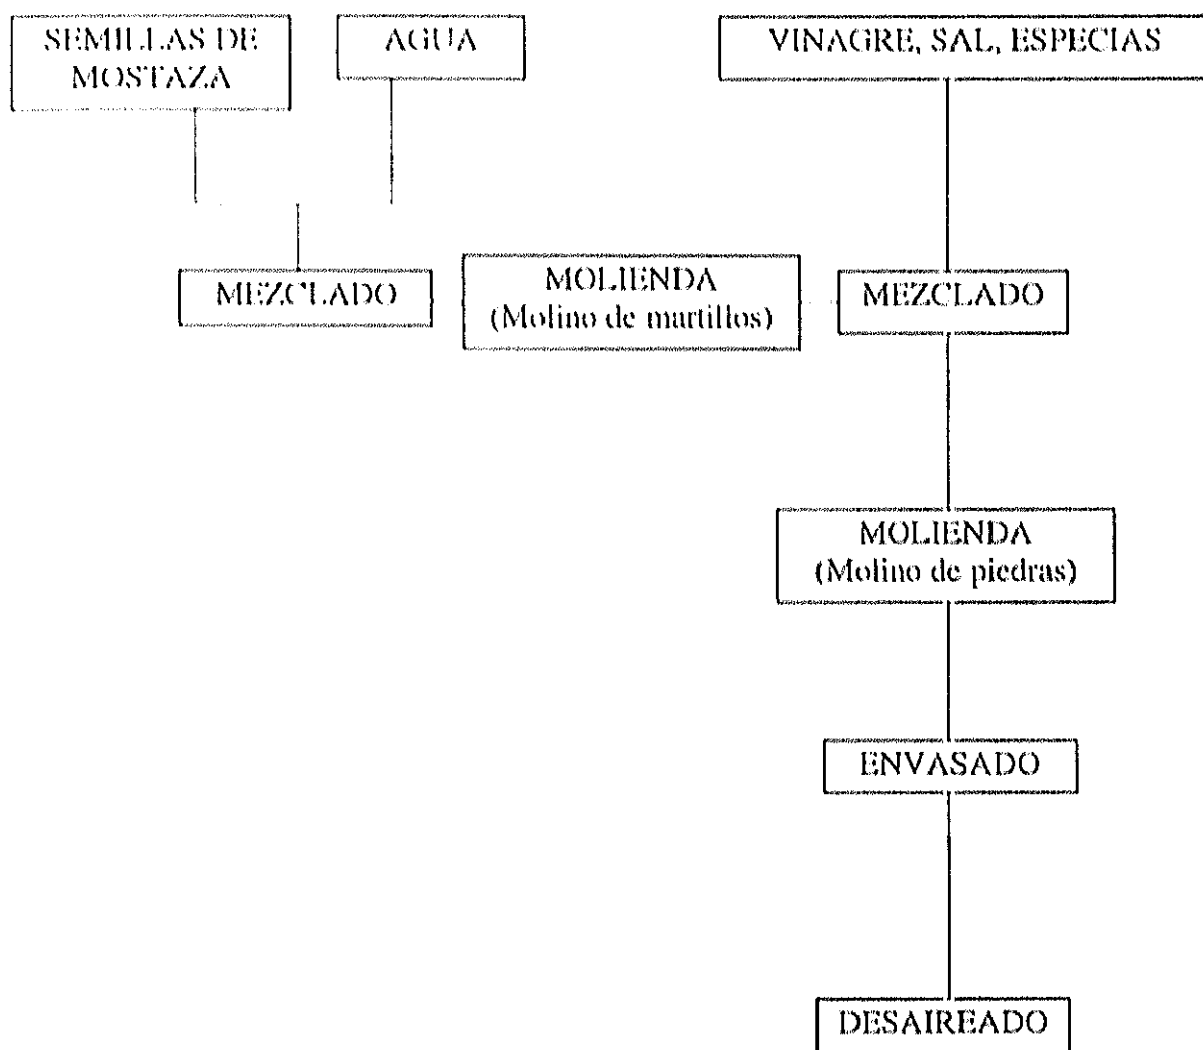 SEMILLAS DE
MOSTAZA
AGUA
VINAGRE, SAL, ESPECIAS
MEZCLADO
MOLIENDA
(Molino de martillos)
MEZCLADO
MOLIENDA
(Molino de piedras)
ENVASADO
DESAIREADO